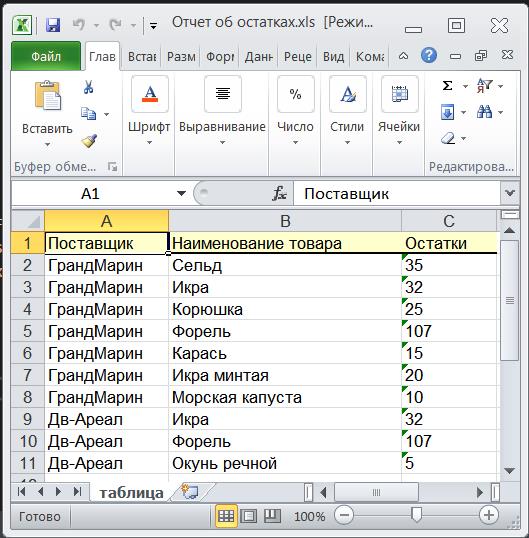 Отчет об остатках.xls [Режи...
Файл Глав Встав Разм Фор Данн Реце Вид Кома
Вставить Шрифт Выравнивание Число Стили Ячейки
Буфер обме... Редактирова...
A1 fx Поставщик
A B C
1 Поставщик Наименование товара Остатки
2 ГрандМарин Сельд 35
3 ГрандМарин Икра 32
4 ГрандМарин Корюшка 25
5 ГрандМарин Форель 107
6 ГрандМарин Карась 15
7 ГрандМарин Икра минтая 20
8 ГрандМарин Морская капуста 10
9 Дв-Ареал Икра 32
10 Дв-Ареал Форель 107
11 Дв-Ареал Окунь речной 5
таблица
Готово 100%